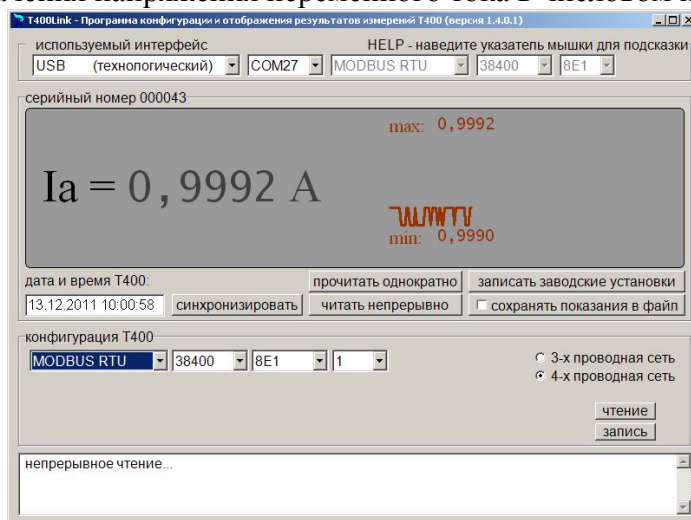 T400Link - Программа конфигурации и отображения результатов измерений T400 (версия 1.4.0.1)
используемый интерфейс HELP - наведите указатель мышки для подсказки
USB (технологический) COM27 MODBUS RTU 38400 8E1
серийный номер 000043
max: 0,9992
Ia = 0,9992 A
min: 0,9990
дата и время T400: прочитать однократно записать заводские установки
13.12.2011 10:00:58 синхронизировать читать непрерывно сохранять показания в файл
конфигурация T400
MODBUS RTU 38400 8E1 1 3-х проводная сеть
4-х проводная сеть
чтение
запись
непрерывное чтение...